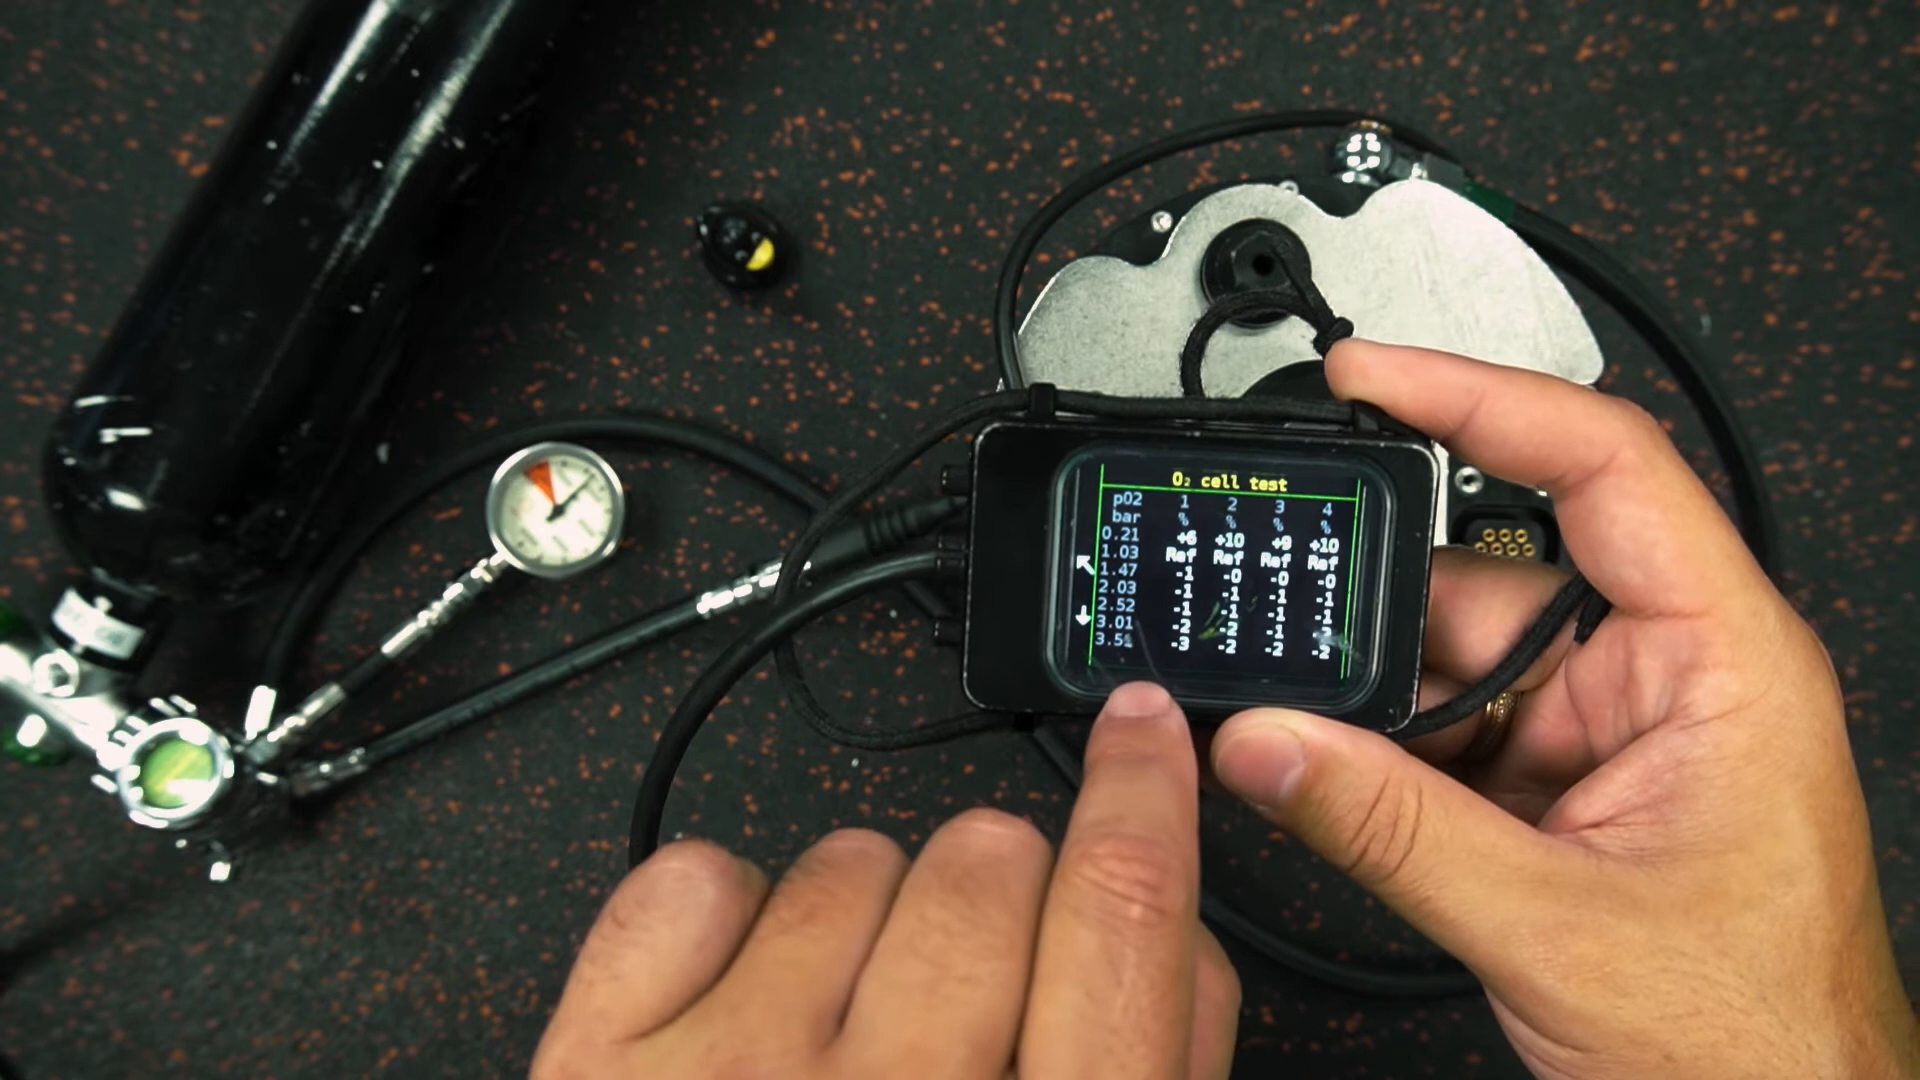 O₂ cell test
pO2 1 2 3 4
bar % % % %
0.21 +6 +10 +9 +10
1.03 Ref Ref Ref Ref
1.47 -1 -0 -0 -0
2.03 -1 -1 -1 -1
2.52 -1 -1 -1 -1
3.01 -2 -2 -1
3.51 -3 -2 -2 -2